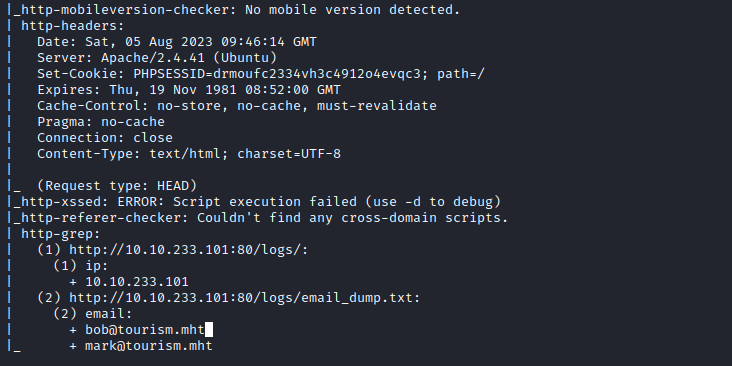 |_http-mobileversion-checker: No mobile version detected.
| http-headers:
|   Date: Sat, 05 Aug 2023 09:46:14 GMT
|   Server: Apache/2.4.41 (Ubuntu)
|   Set-Cookie: PHPSESSID=drmoufc2334vh3c4912o4evqc3; path=/
|   Expires: Thu, 19 Nov 1981 08:52:00 GMT
|   Cache-Control: no-store, no-cache, must-revalidate
|   Pragma: no-cache
|   Connection: close
|   Content-Type: text/html; charset=UTF-8
|
|_  (Request type: HEAD)
|_http-xssed: ERROR: Script execution failed (use -d to debug)
|_http-referer-checker: Couldn't find any cross-domain scripts.
| http-grep:
|   (1) http://10.10.233.101:80/logs/:
|     (1) ip:
|       + 10.10.233.101
|   (2) http://10.10.233.101:80/logs/email_dump.txt:
|     (2) email:
|       + bob@tourism.mht
|_      + mark@tourism.mht